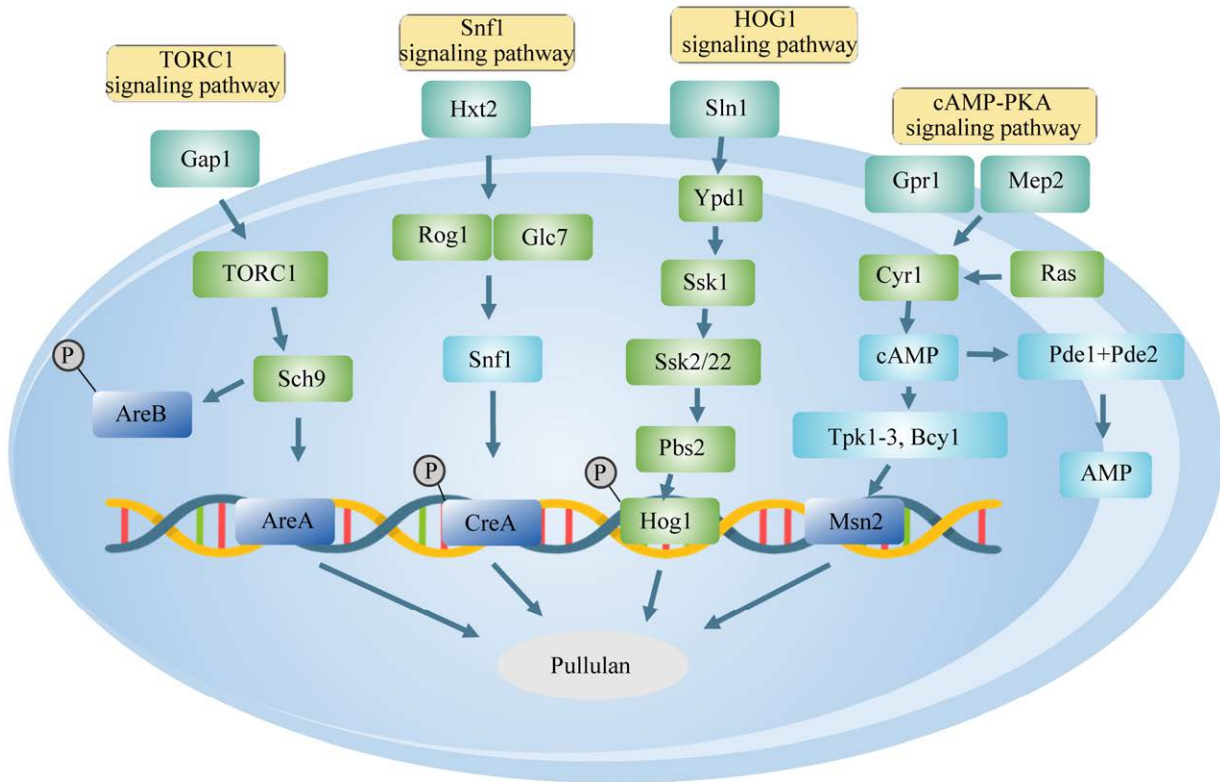 TORC1
signaling pathway
Gap1
TORC1
Sch9
P
AreB
AreA
Snf1
signaling pathway
Hxt2
Rog1
Glc7
Snf1
P
CreA
HOG1
signaling pathway
Sln1
Ypd1
Ssk1
Ssk2/22
Pbs2
P
Hog1
cAMP-PKA
signaling pathway
Gpr1
Mep2
Cyr1
Ras
cAMP
Pde1+Pde2
Tpk1-3, Bcy1
AMP
Msn2
Pullulan